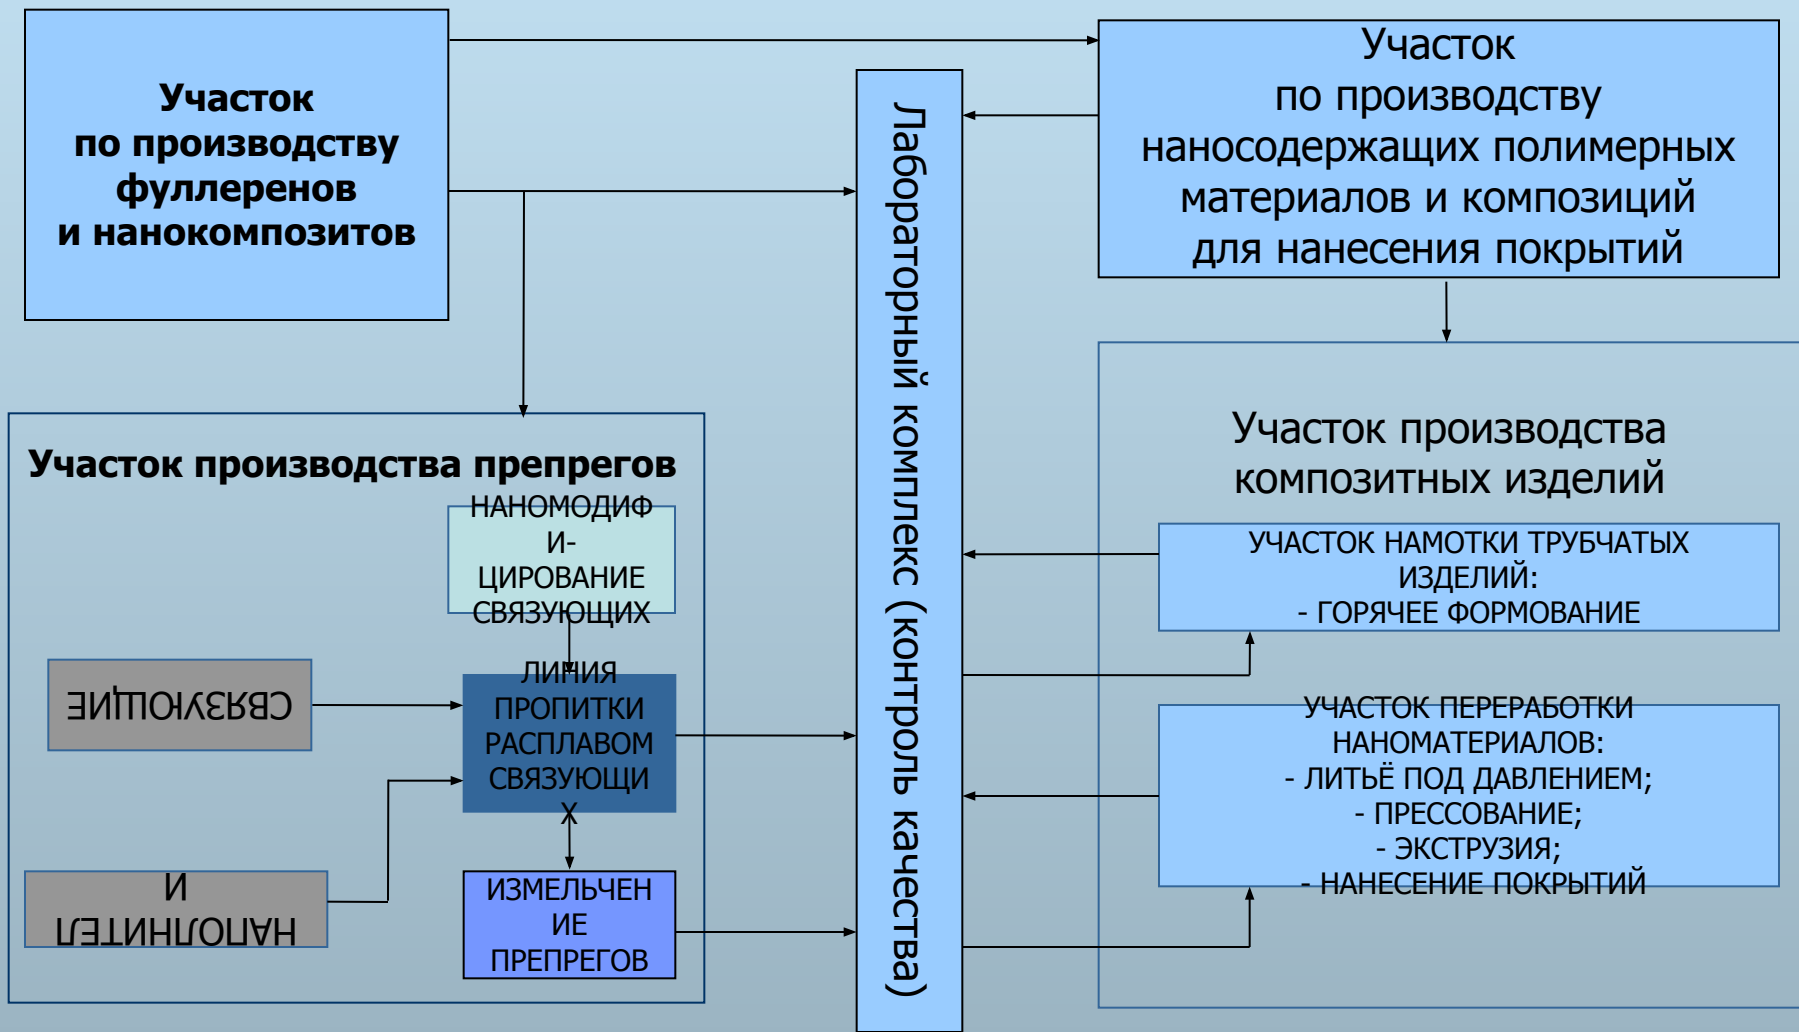 Участок
по производству
фуллеренов
и нанокомпозитов
Участок
по производству
наносодержащих полимерных
материалов и композиций
для нанесения покрытий
Лабораторный комплекс (контроль качества)
Участок производства препрегов
НАНОМОДИФ
И-
ЦИРОВАНИЕ
СВЯЗУЮЩИХ
СВЯЗУЮЩИЕ
ЛИНИЯ
ПРОПИТКИ
РАСПЛАВОМ
СВЯЗУЮЩИ
Х
НАПОЛНИТЕЛ
И
ИЗМЕЛЬЧЕН
ИЕ
ПРЕПРЕГОВ
Участок производства
композитных изделий
УЧАСТОК НАМОТКИ ТРУБЧАТЫХ
ИЗДЕЛИЙ:
- ГОРЯЧЕЕ ФОРМОВАНИЕ
УЧАСТОК ПЕРЕРАБОТКИ
НАНОМАТЕРИАЛОВ:
- ЛИТЬЁ ПОД ДАВЛЕНИЕМ;
- ПРЕССОВАНИЕ;
- ЭКСТРУЗИЯ;
- НАНЕСЕНИЕ ПОКРЫТИЙ